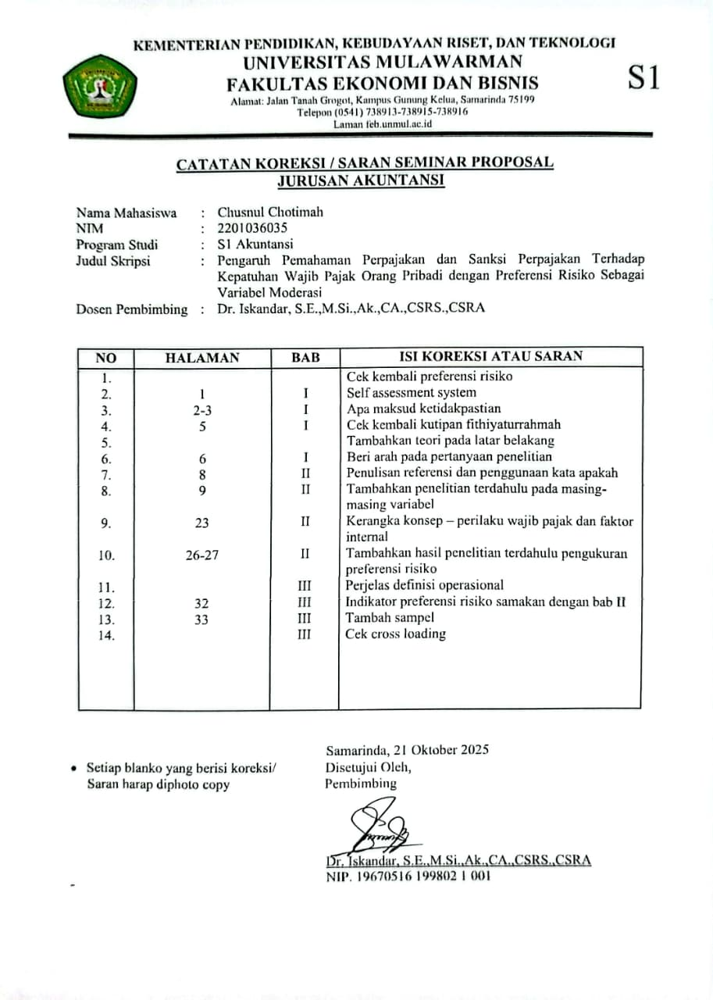 KEMENTERIAN PENDIDIKAN, KEBUDAYAAN RISET, DAN TEKNOLOGI
UNIVERSITAS MULAWARMAN
FAKULTAS EKONOMI DAN BISNIS
S1
Alamat: Jalan Tanah Grogot, Kampus Gunung Kelua, Samarinda 75199
Telepon (0541) 738913-738915-738916
Laman feb.unmul.ac.id
CATATAN KOREKSI / SARAN SEMINAR PROPOSAL
JURUSAN AKUNTANSI
Nama Mahasiswa : Chusnul Chotimah
NIM : 2201036035
Program Studi : S1 Akuntansi
Judul Skripsi : Pengaruh Pemahaman Perpajakan dan Sanksi Perpajakan Terhadap
Kepatuhan Wajib Pajak Orang Pribadi dengan Preferensi Risiko Sebagai
Variabel Moderasi
Dosen Pembimbing : Dr. Iskandar, S.E.,M.Si.,Ak.,CA.,CSRS.,CSRA
NO HALAMAN BAB ISI KOREKSI ATAU SARAN
1. Cek kembali preferensi risiko
2. 1 I Self assessment system
3. 2-3 I Apa maksud ketidakpastian
4. 5 I Cek kembali kutipan fithiyaturrahmah
5. Tambahkan teori pada latar belakang
6. 6 I Beri arah pada pertanyaan penelitian
7. 8 II Penulisan referensi dan penggunaan kata apakah
8. 9 II Tambahkan penelitian terdahulu pada masing-
masing variabel
9. 23 II Kerangka konsep – perilaku wajib pajak dan faktor
internal
10. 26-27 II Tambahkan hasil penelitian terdahulu pengukuran
preferensi risiko
11. III Perjelas definisi operasional
12. 32 III Indikator preferensi risiko samakan dengan bab II
13. 33 III Tambah sampel
14. III Cek cross loading
Samarinda, 21 Oktober 2025
• Setiap blanko yang berisi koreksi/ Disetujui Oleh,
Saran harap diphoto copy Pembimbing
Dr. Iskandar, S.E.,M.Si.,Ak.,CA.,CSRS.,CSRA
NIP. 19670516 199802 1 001